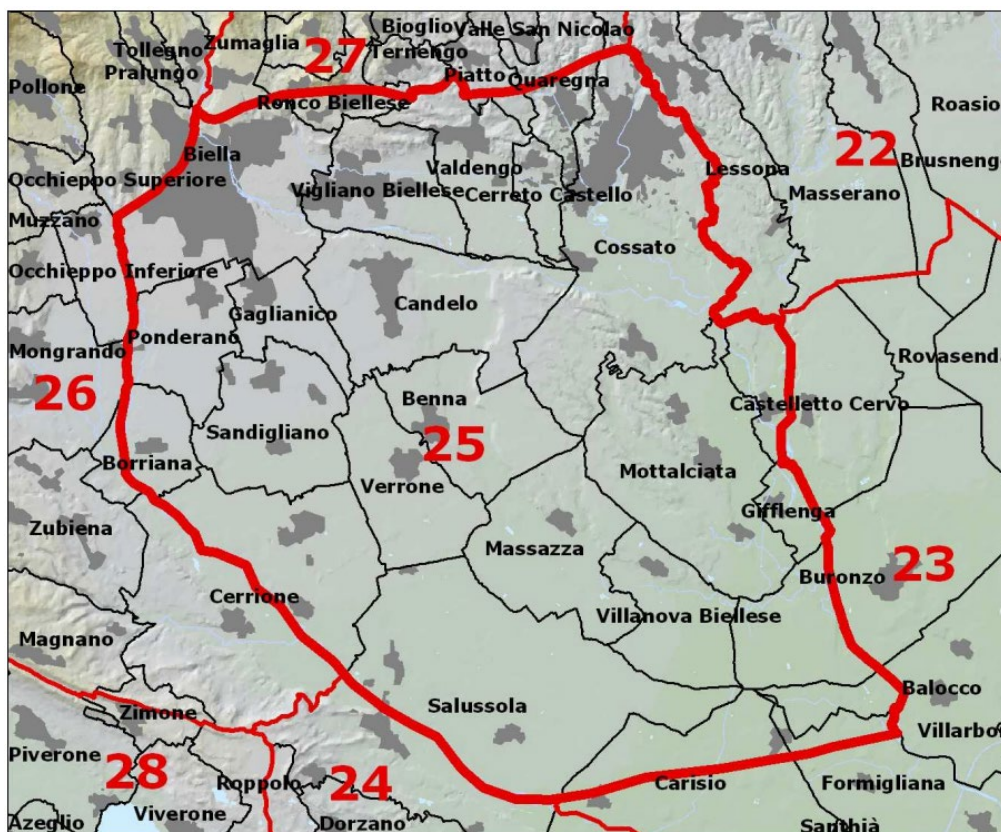 Bioglio
Valle San Nicolao
Tollegno
Zumaglia
27
Ternengo
Pralungo
Piatto
Quaregna
Pollone
Ronco Biellese
Roasio
Biella
22
Brusneng
Occhieppo Superiore
Valdengo
Lessona
Vigliano Biellese
Cerreto Castello
Masserano
Muzzano
Cossato
Occhieppo Inferiore
Gaglianico
Candelo
Ponderano
Mongrando
Rovasenda
26
Benna
Castelletto Cervo
Sandigliano
25
Borriana
Mottalciata
Verrone
Gifflenga
Zubiena
Massazza
23
Buronzo
Cerrione
Villanova Biellese
Magnano
Balocco
Zimone
Salussola
Villarbo
Piverone
28
Roppolo
24
Carisio
Formigliana
Viverone
Azeglio
Dorzano
Santhià